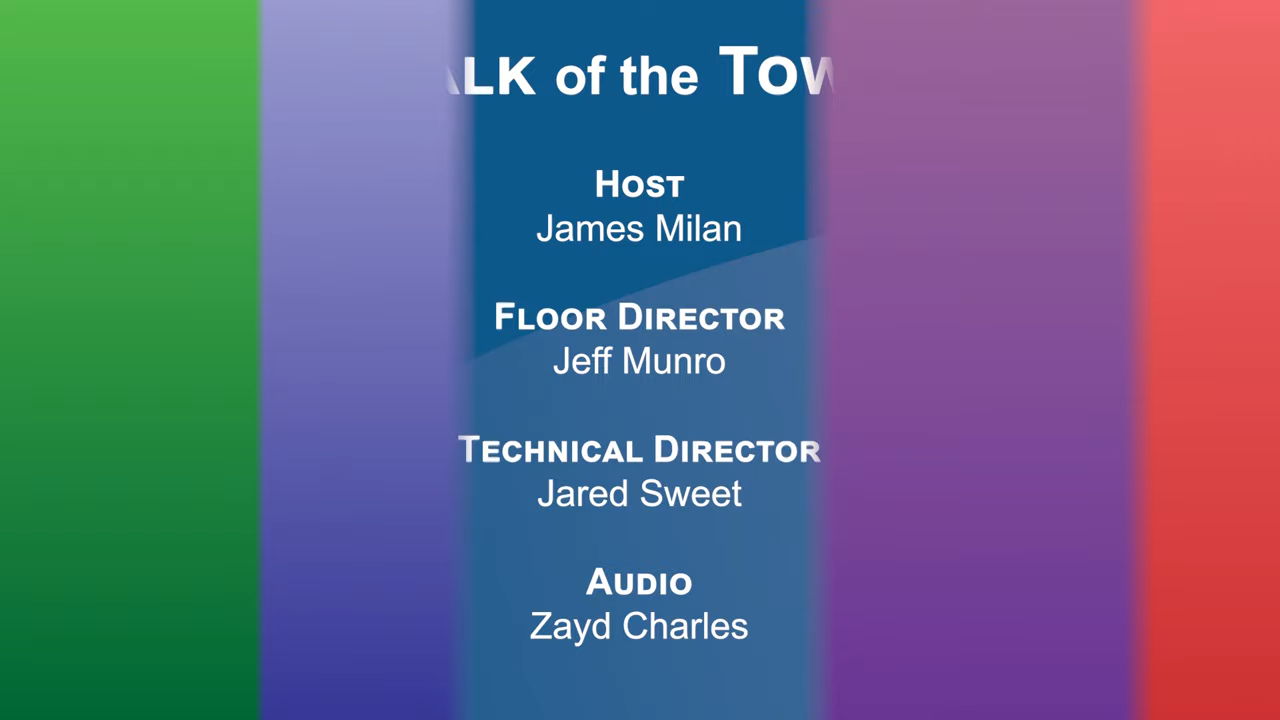 ALK of the TOW
HOST
James Milan
FLOOR DIRECTOR
Jeff Munro
TECHNICAL DIRECTOR
Jared Sweet
AUDIO
Zayd Charles